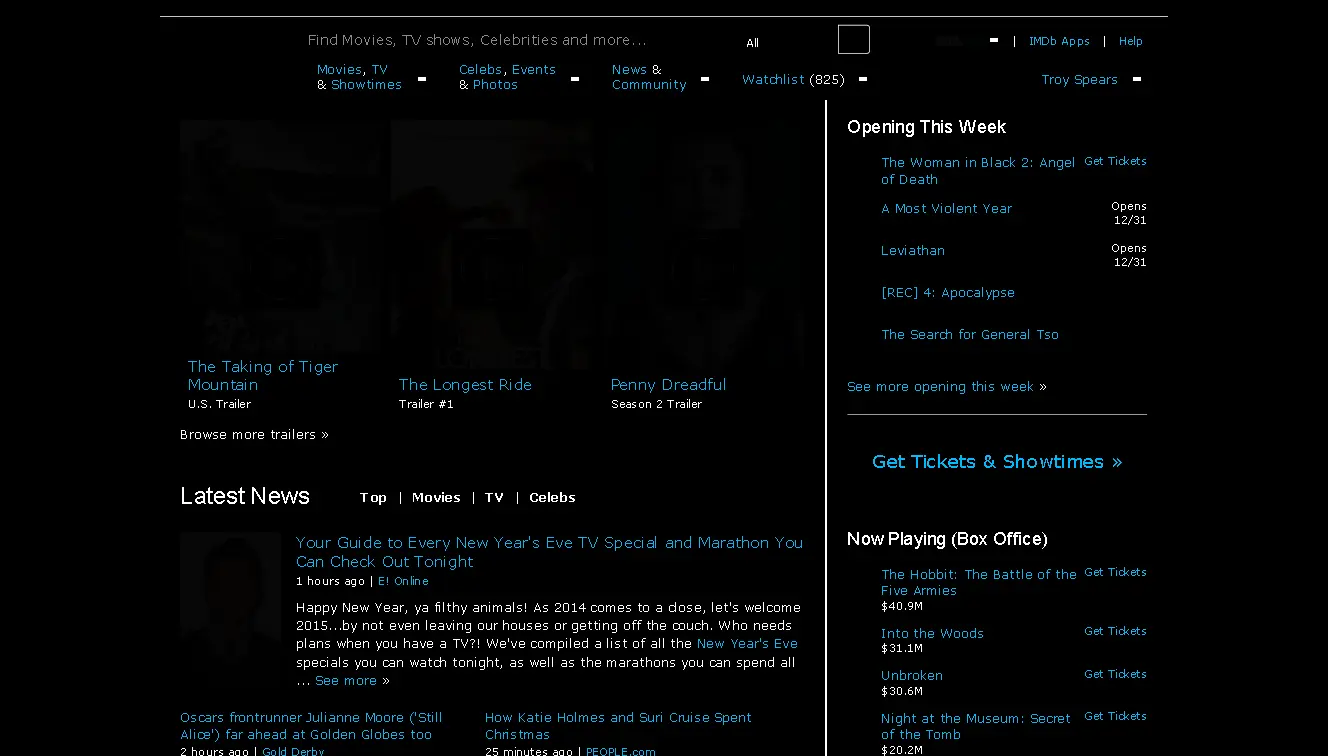 Find Movies, TV shows, Celebrities and more...
All
| IMDb Apps | Help
Movies, TV
& Showtimes
Celebs, Events
& Photos
News &
Community
Watchlist (825)
Troy Spears
The Taking of Tiger
Mountain
U.S. Trailer
The Longest Ride
Trailer #1
Penny Dreadful
Season 2 Trailer
Browse more trailers »
Latest News
Top | Movies | TV | Celebs
Your Guide to Every New Year's Eve TV Special and Marathon You
Can Check Out Tonight
1 hours ago | E! Online
Happy New Year, ya filthy animals! As 2014 comes to a close, let's welcome
2015...by not even leaving our houses or getting off the couch. Who needs
plans when you have a TV?! We've compiled a list of all the New Year's Eve
specials you can watch tonight, as well as the marathons you can spend all
... See more »
Oscars frontrunner Julianne Moore ('Still
Alice') far ahead at Golden Globes too
2 hours ago | Gold Derby
How Katie Holmes and Suri Cruise Spent
Christmas
25 minutes ago | PEOPLE.com
Opening This Week
The Woman in Black 2: Angel
of Death
Get Tickets
A Most Violent Year
Opens
12/31
Leviathan
Opens
12/31
[REC] 4: Apocalypse
The Search for General Tso
See more opening this week »
Get Tickets & Showtimes »
Now Playing (Box Office)
The Hobbit: The Battle of the
Five Armies
$40.9M
Get Tickets
Into the Woods
$31.1M
Get Tickets
Unbroken
$30.6M
Get Tickets
Night at the Museum: Secret
of the Tomb
$20.2M
Get Tickets